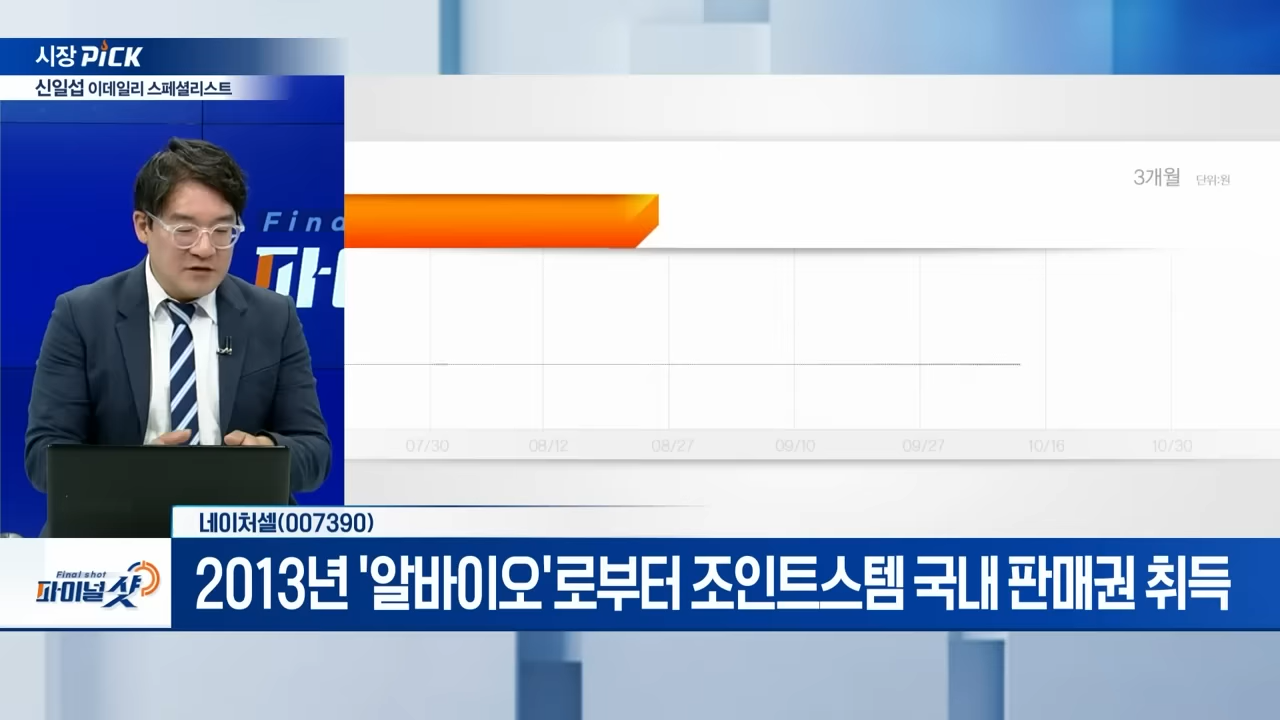 시장 PiCK
신일섭 이데일리 스페셜리스트
3개월 단위:원
Fina
파이
07/30 08/12 08/27 09/10 09/27 10/16 10/30
네이처셀(007390)
Final shot
파이널 샷
2013년 '알바이오'로부터 조인트스템 국내 판매권 취득